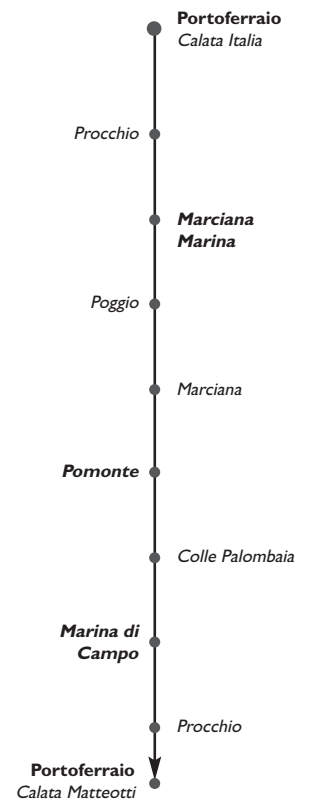 Portoferraio
Calata Italia
Procchio
Marciana
Marina
Poggio
Marciana
Pomonte
Colle Palombaia
Marina di
Campo
Procchio
Portoferraio
Calata Matteotti